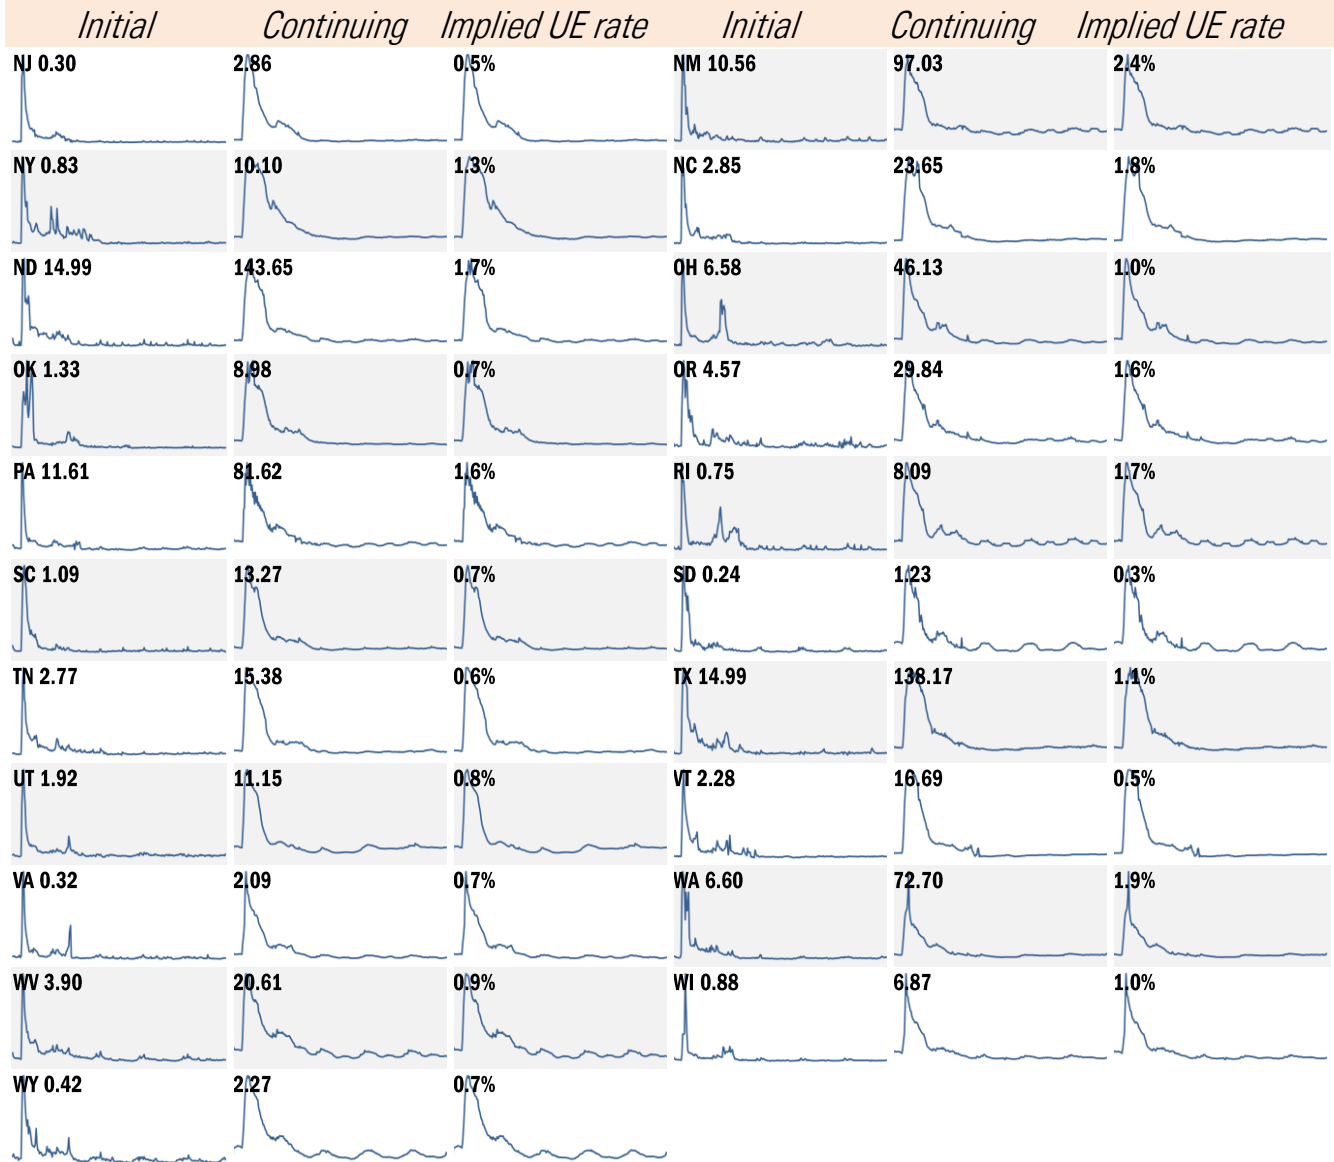 Initial Continuing Implied UE rate Initial Continuing Implied UE rate
NJ 0.30 2.86 0.5% NM 10.56 97.03 2.4%
NY 0.83 10.10 1.3% NC 2.85 23.65 1.8%
ND 14.99 143.65 1.7% OH 6.58 46.13 1.0%
OK 1.33 8.98 0.7% OR 4.57 29.84 1.6%
PA 11.61 81.62 1.6% RI 0.75 8.09 1.7%
SC 1.09 13.27 0.7% SD 0.24 1.23 0.3%
TN 2.77 15.38 0.6% TX 14.99 138.17 1.1%
UT 1.92 11.15 0.8% VT 2.28 16.69 0.5%
VA 0.32 2.09 0.7% WA 6.60 72.70 1.9%
WV 3.90 20.61 0.9% WI 0.88 6.87 1.0%
WY 0.42 2.27 0.7%